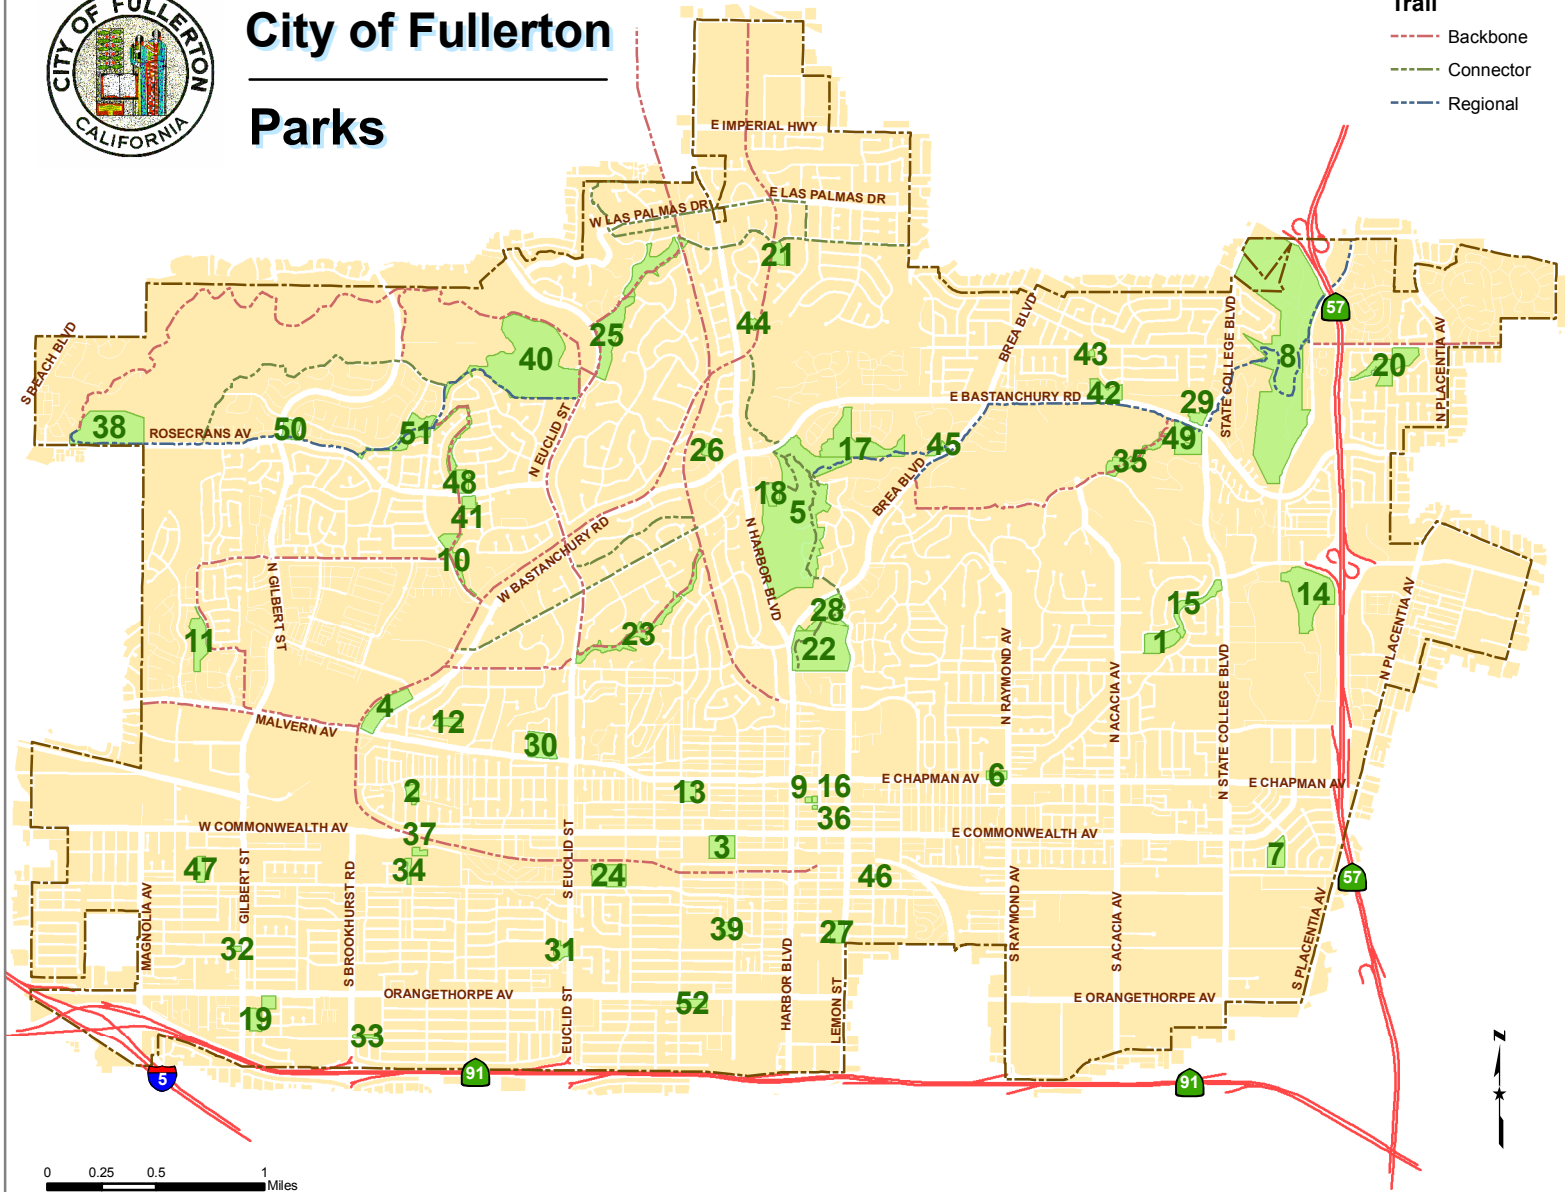 CITY OF FULLERTON
CALIFORNIA
City of Fullerton
Parks
Trail
Backbone
Connector
Regional
E IMPERIAL HWY
E LAS PALMAS DR
W LAS PALMAS DR
21
57
S BEACH BLVD
25
44
BREA BLVD
STATE COLLEGE BLVD
N PLACENTIA AV
40
43
8
20
E BASTANCHURY RD
42
29
38
ROSECRANS AV
50
51
N EUCLID ST
26
17
45
49
35
48
18
5
BREA BLVD
41
10
W BASTANCHURY RD
N HARBOR BLVD
N GILBERT ST
28
15
14
11
23
22
1
N RAYMOND AV
N ACACIA AV
N STATE COLLEGE BLVD
N PLACENTIA AV
4
12
MALVERN AV
30
2
13
9
16
E CHAPMAN AV
6
E CHAPMAN AV
36
W COMMONWEALTH AV
37
E COMMONWEALTH AV
3
7
47
34
24
46
57
GILBERT ST
S BROOKHURST RD
S EUCLID ST
S RAYMOND AV
S ACACIA AV
S PLACENTIA AV
MAGNOLIA AV
32
31
39
27
HARBOR BLVD
LEMON ST
ORANGETHORPE AV
E ORANGETHORPE AV
52
19
33
EUCLID ST
5
91
91
N
0 0.25 0.5 1
Miles